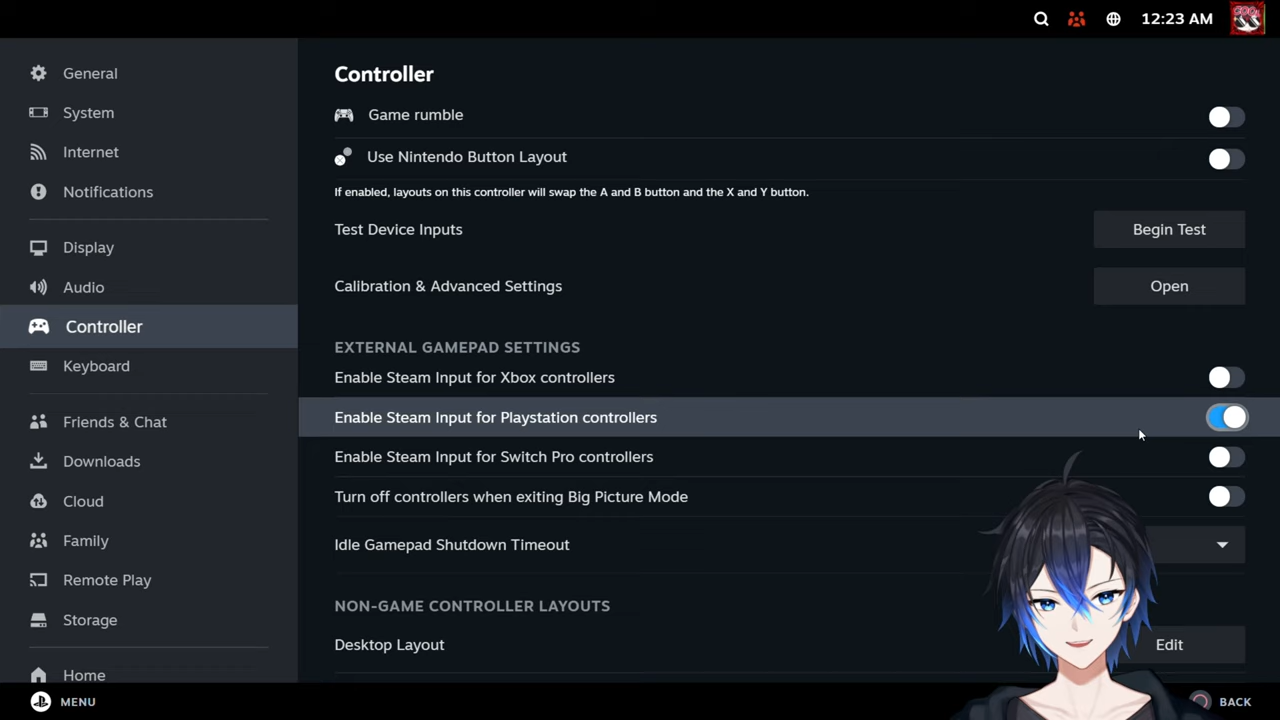 12:23 AM
General
System
Internet
Notifications
Display
Audio
Controller
Keyboard
Friends & Chat
Downloads
Cloud
Family
Remote Play
Storage
Home
Controller
Game rumble
Use Nintendo Button Layout
If enabled, layouts on this controller will swap the A and B button and the X and Y button.
Test Device Inputs
Begin Test
Calibration & Advanced Settings
Open
EXTERNAL GAMEPAD SETTINGS
Enable Steam Input for Xbox controllers
Enable Steam Input for Playstation controllers
Enable Steam Input for Switch Pro controllers
Turn off controllers when exiting Big Picture Mode
Idle Gamepad Shutdown Timeout
NON-GAME CONTROLLER LAYOUTS
Desktop Layout
Edit
MENU
BACK